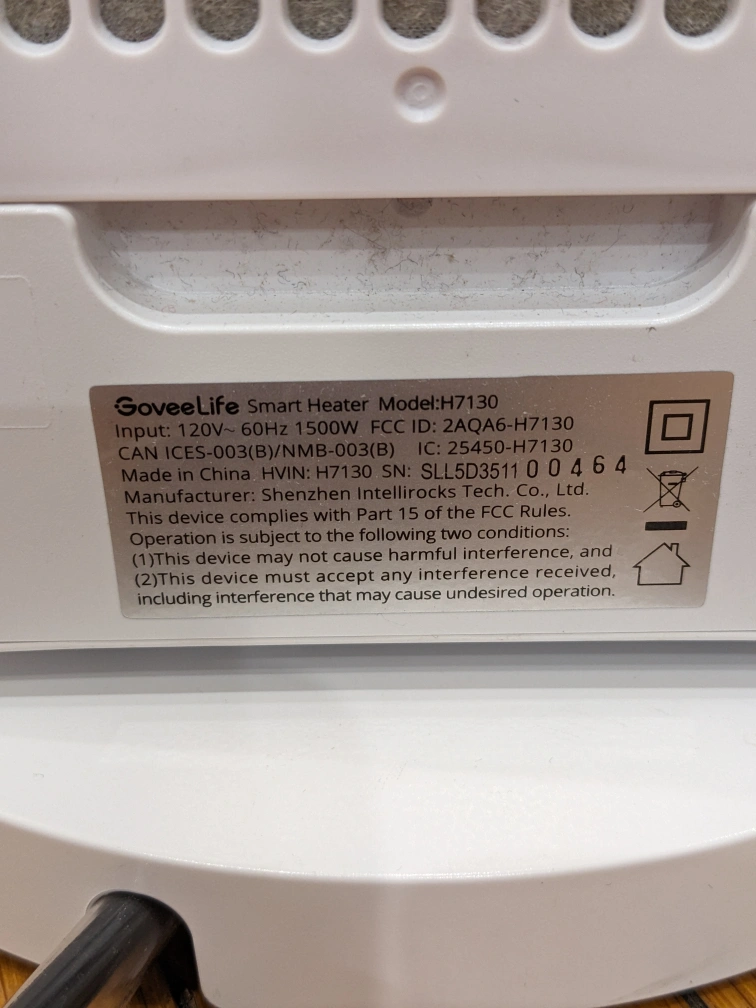 GoveeLife Smart Heater Model:H7130
Input: 120V~ 60Hz 1500W FCC ID: 2AQA6-H7130
CAN ICES-003(B)/NMB-003(B) IC: 25450-H7130
Made in China HVIN: H7130 SN: SLL5D351100464
Manufacturer: Shenzhen Intellirocks Tech. Co., Ltd.
This device complies with Part 15 of the FCC Rules.
Operation is subject to the following two conditions:
(1)This device may not cause harmful interference, and
(2)This device must accept any interference received,
including interference that may cause undesired operation.